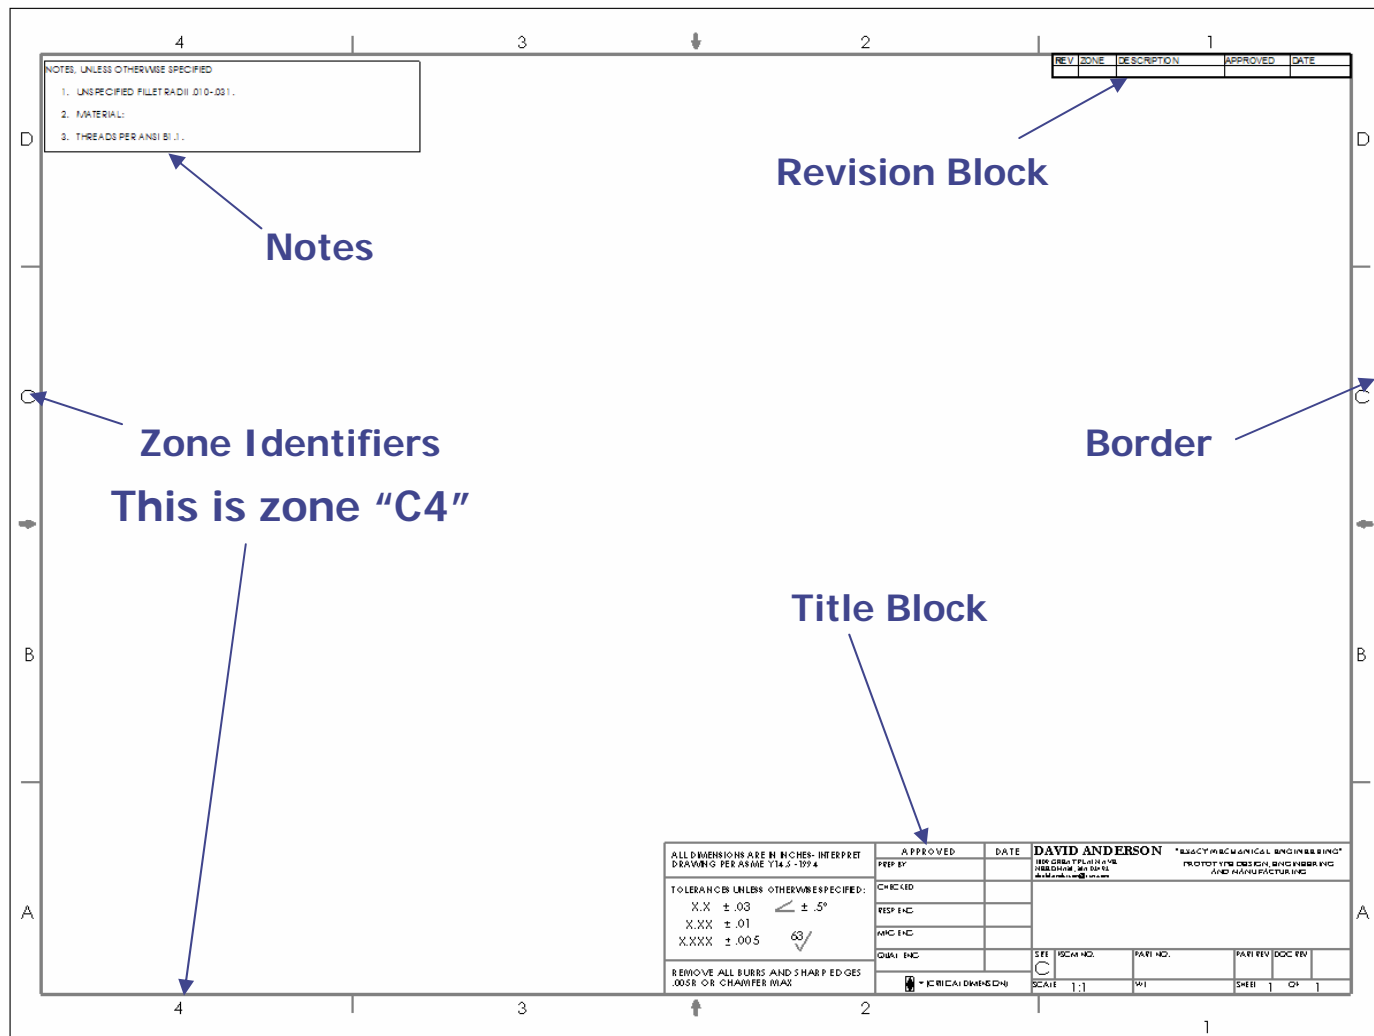 4 3 2 1
REV ZONE DESCRIPTION APPROVED DATE
NOTES, UNLESS OTHERWISE SPECIFIED
1. UNSPECIFIED FILLET RADII .010-.031.
2. MATERIAL:
3. THREADS PER ANSI B1.1.
D D
Revision Block
Notes
C C
Zone Identifiers
Border
This is zone “C4”
Title Block
B B
ALL DIMENSIONS ARE IN INCHES- INTERPRET
DRAWING PER ASME Y14.5 -1994
TOLERANCES UNLESS OTHERWISE SPECIFIED:
X.X ± .03 ± .5°
X.XX ± .01
X.XXX ± .005 63
REMOVE ALL BURRS AND SHARP EDGES
.005R OR CHAMFER MAX
APPROVED DATE
PREP BY
CHECKED
RESP ENG
MFG ENG
QUAL ENG
= (CRITICAL DIMENSION)
DAVID ANDERSON "EXACT MECHANICAL ENGINEERING"
PROTOTYPE DESIGN, ENGINEERING
AND MANUFACTURING
SIZE FSCM NO. PART NO. PART REV DOC REV
C
SCALE 1:1 WT SHEET 1 OF 1
A A
4 3 2
1